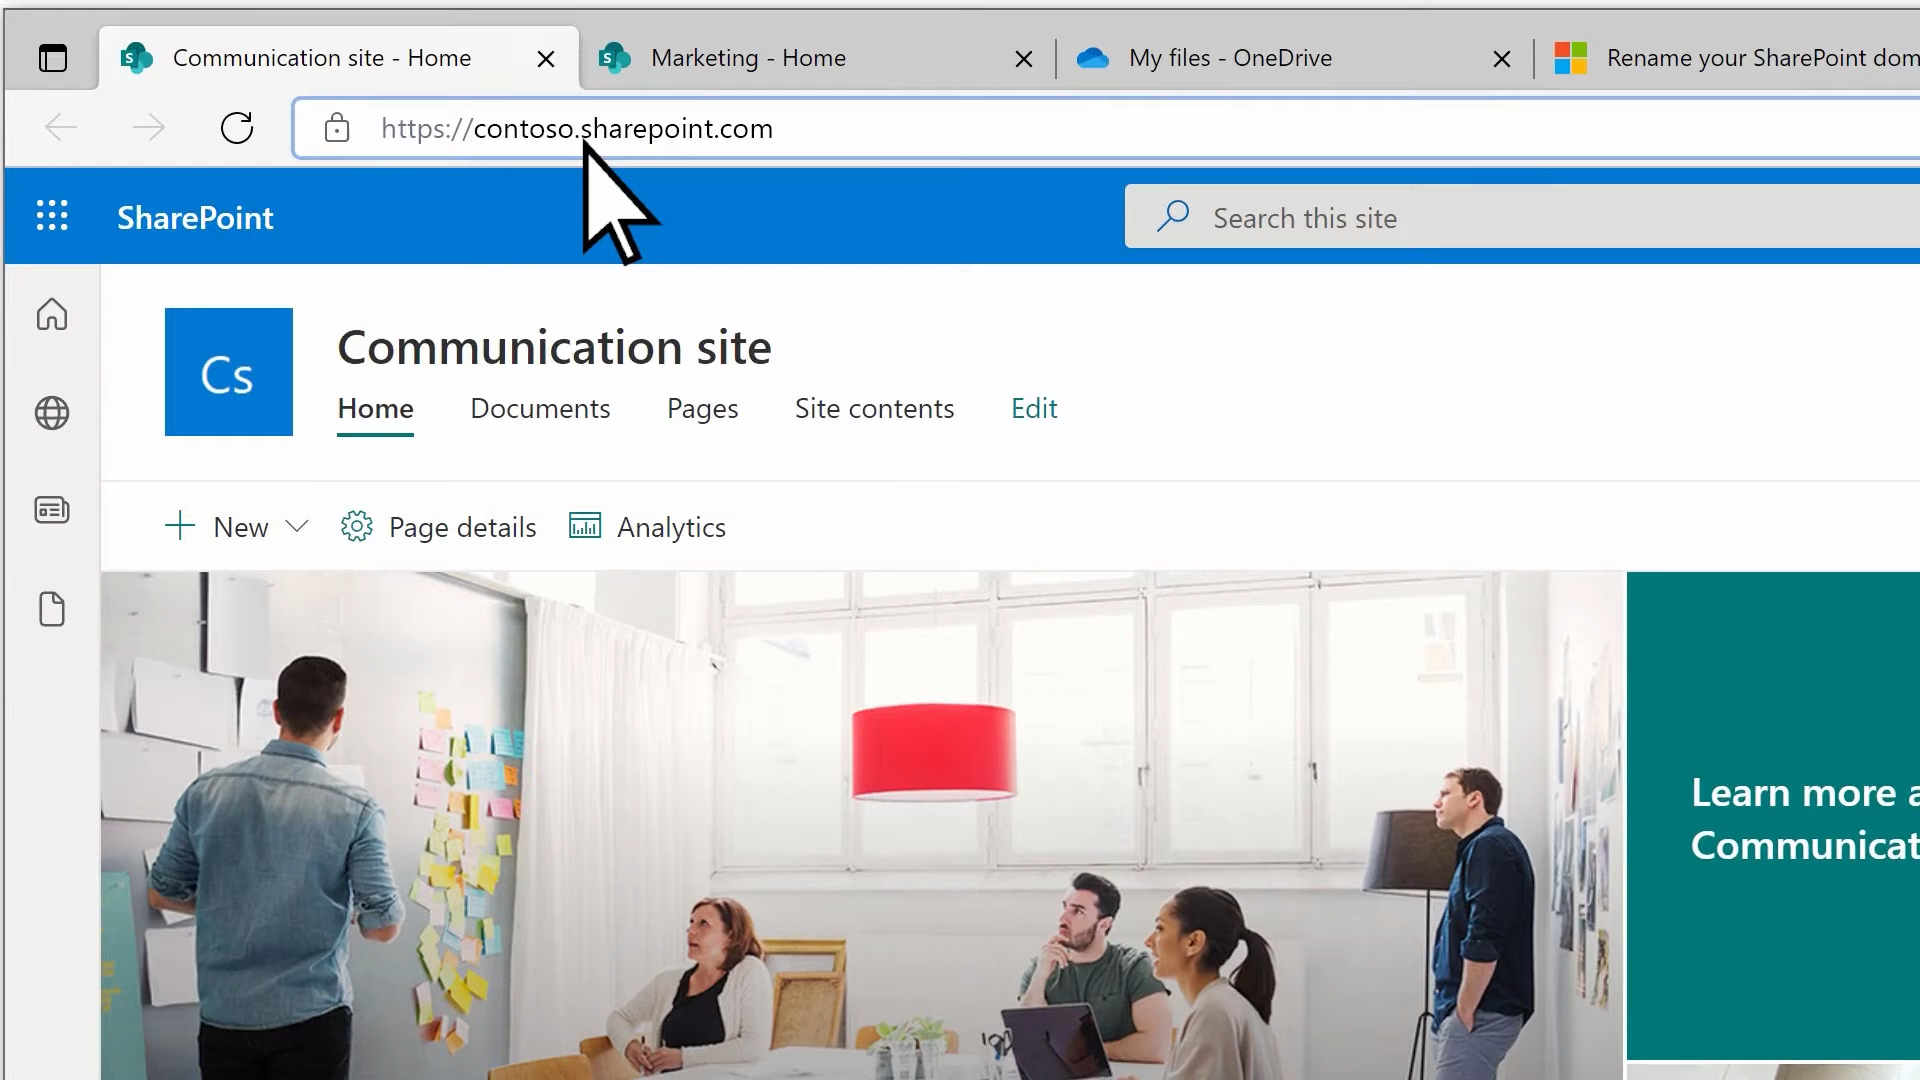 Communication site - Home
Marketing - Home
My files - OneDrive
Rename your SharePoint dom
https://contoso.sharepoint.com
SharePoint
Search this site
Cs
Communication site
Home
Documents
Pages
Site contents
Edit
New
Page details
Analytics
Learn more a
Communicat